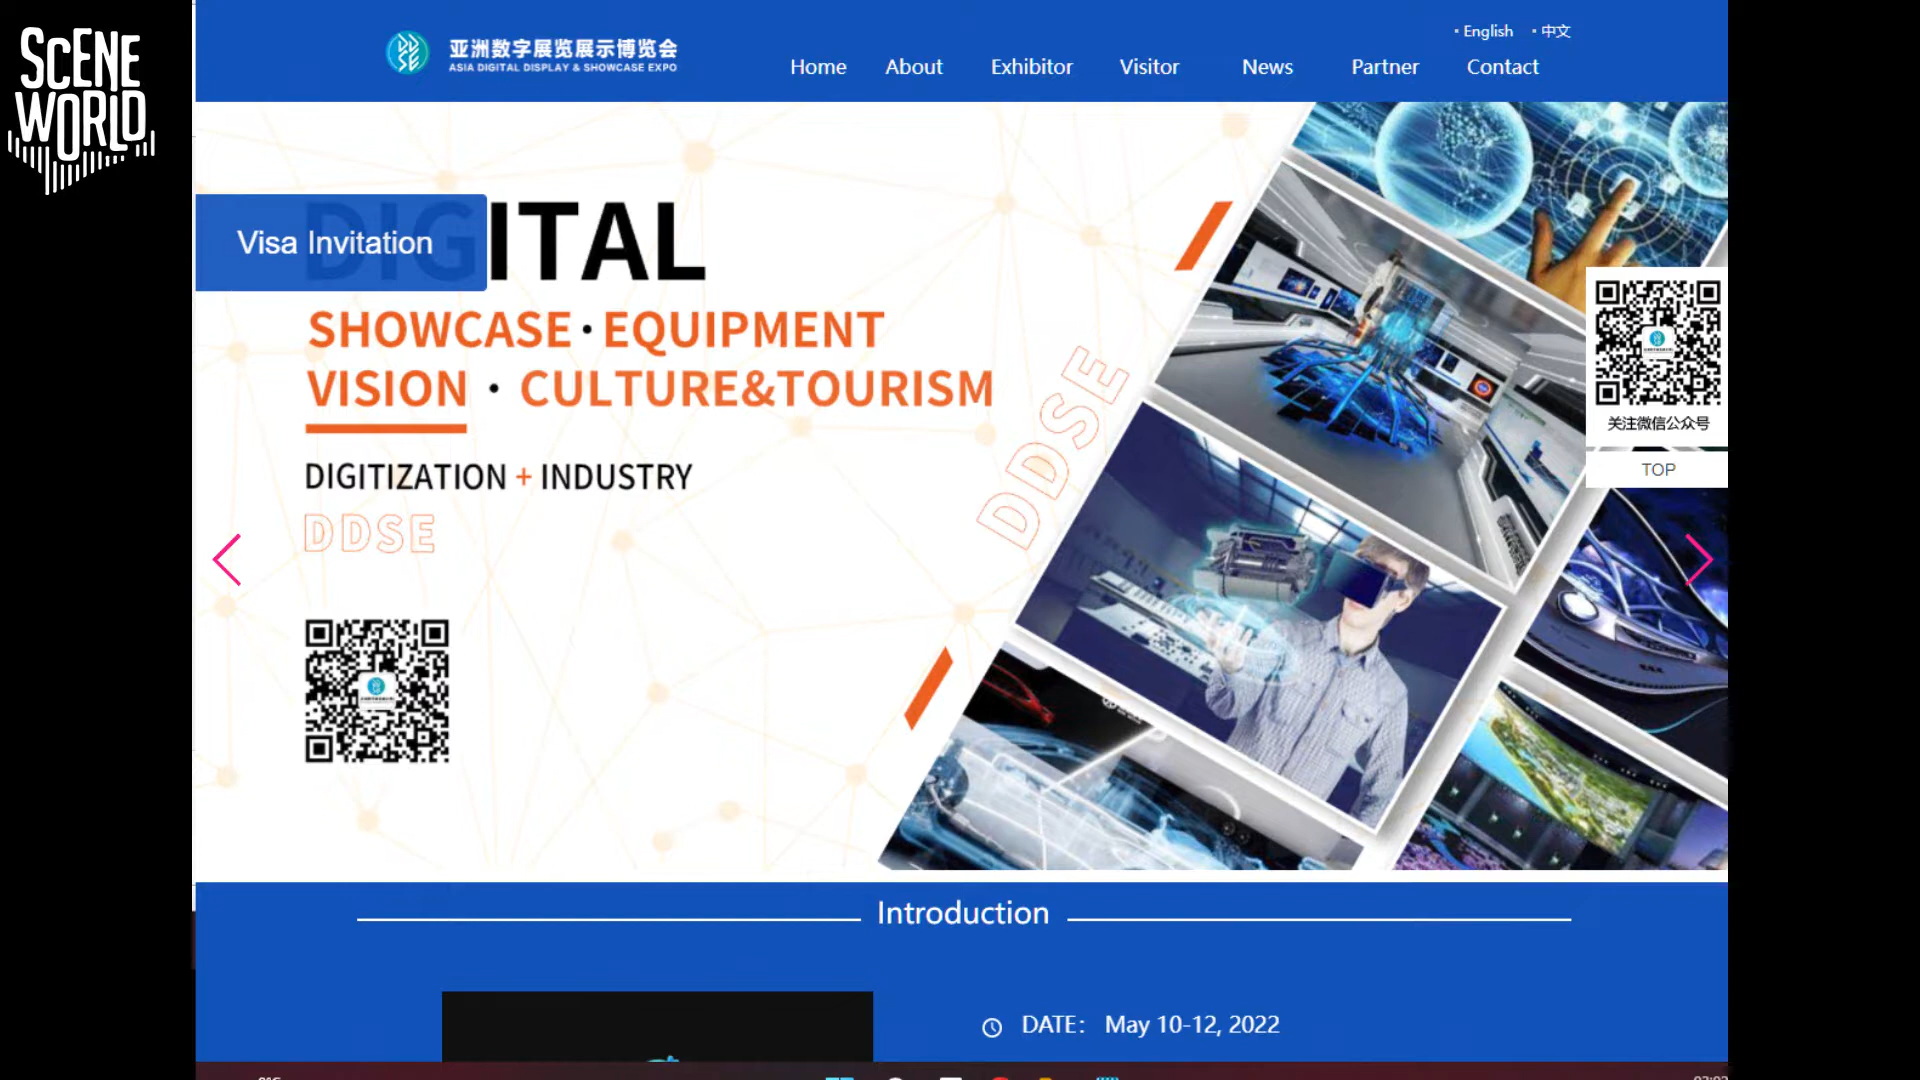 SCENE
WORLD
亚洲数字展览展示博览会
ASIA DIGITAL DISPLAY & SHOWCASE EXPO
English
中文
Home
About
Exhibitor
Visitor
News
Partner
Contact
Visa Invitation
DIGITAL
SHOWCASE·EQUIPMENT
VISION · CULTURE&TOURISM
DIGITIZATION + INDUSTRY
DDSE
DDSE
关注微信公众号
TOP
Introduction
DATE: May 10-12, 2022